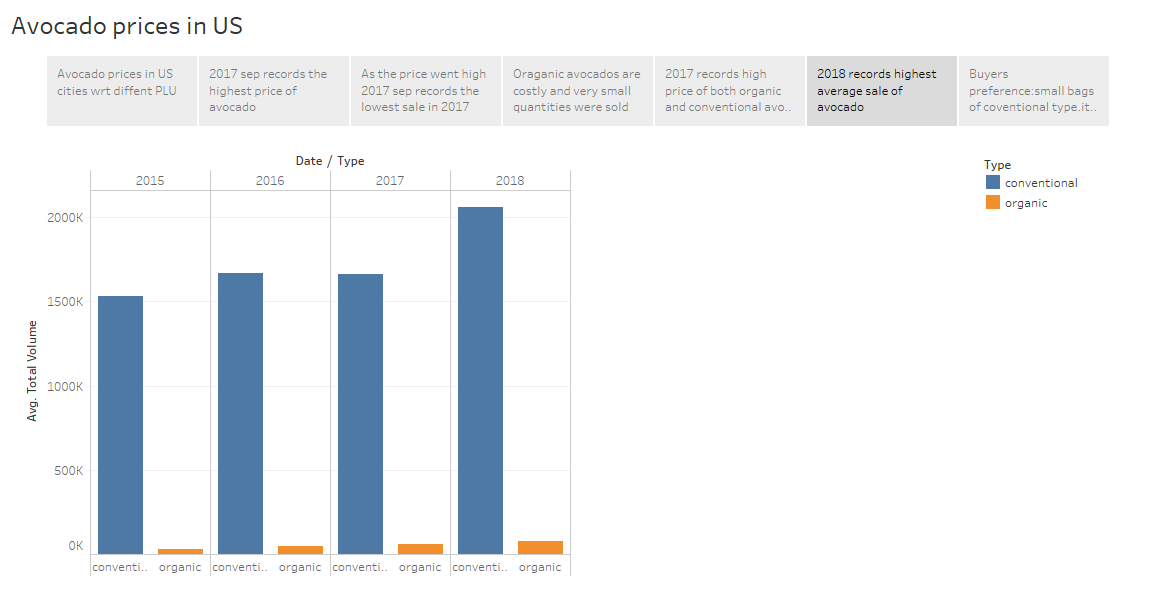 Avocado prices in US
Avocado prices in US
cities wrt diffent PLU
2017 sep records the
highest price of
avocado
As the price went high
2017 sep records the
lowest sale in 2017
Oraganic avocados are
costly and very small
quantities were sold
2017 records high
price of both organic
and conventional avo..
2018 records highest
average sale of
avocado
Buyers
preference:small bags
of coventional type.it..
Date / Type
2015 2016 2017 2018
Type
conventional
organic
Avg. Total Volume
2000K
1500K
1000K
500K
0K
conventi.. organic conventi.. organic conventi.. organic conventi.. organic